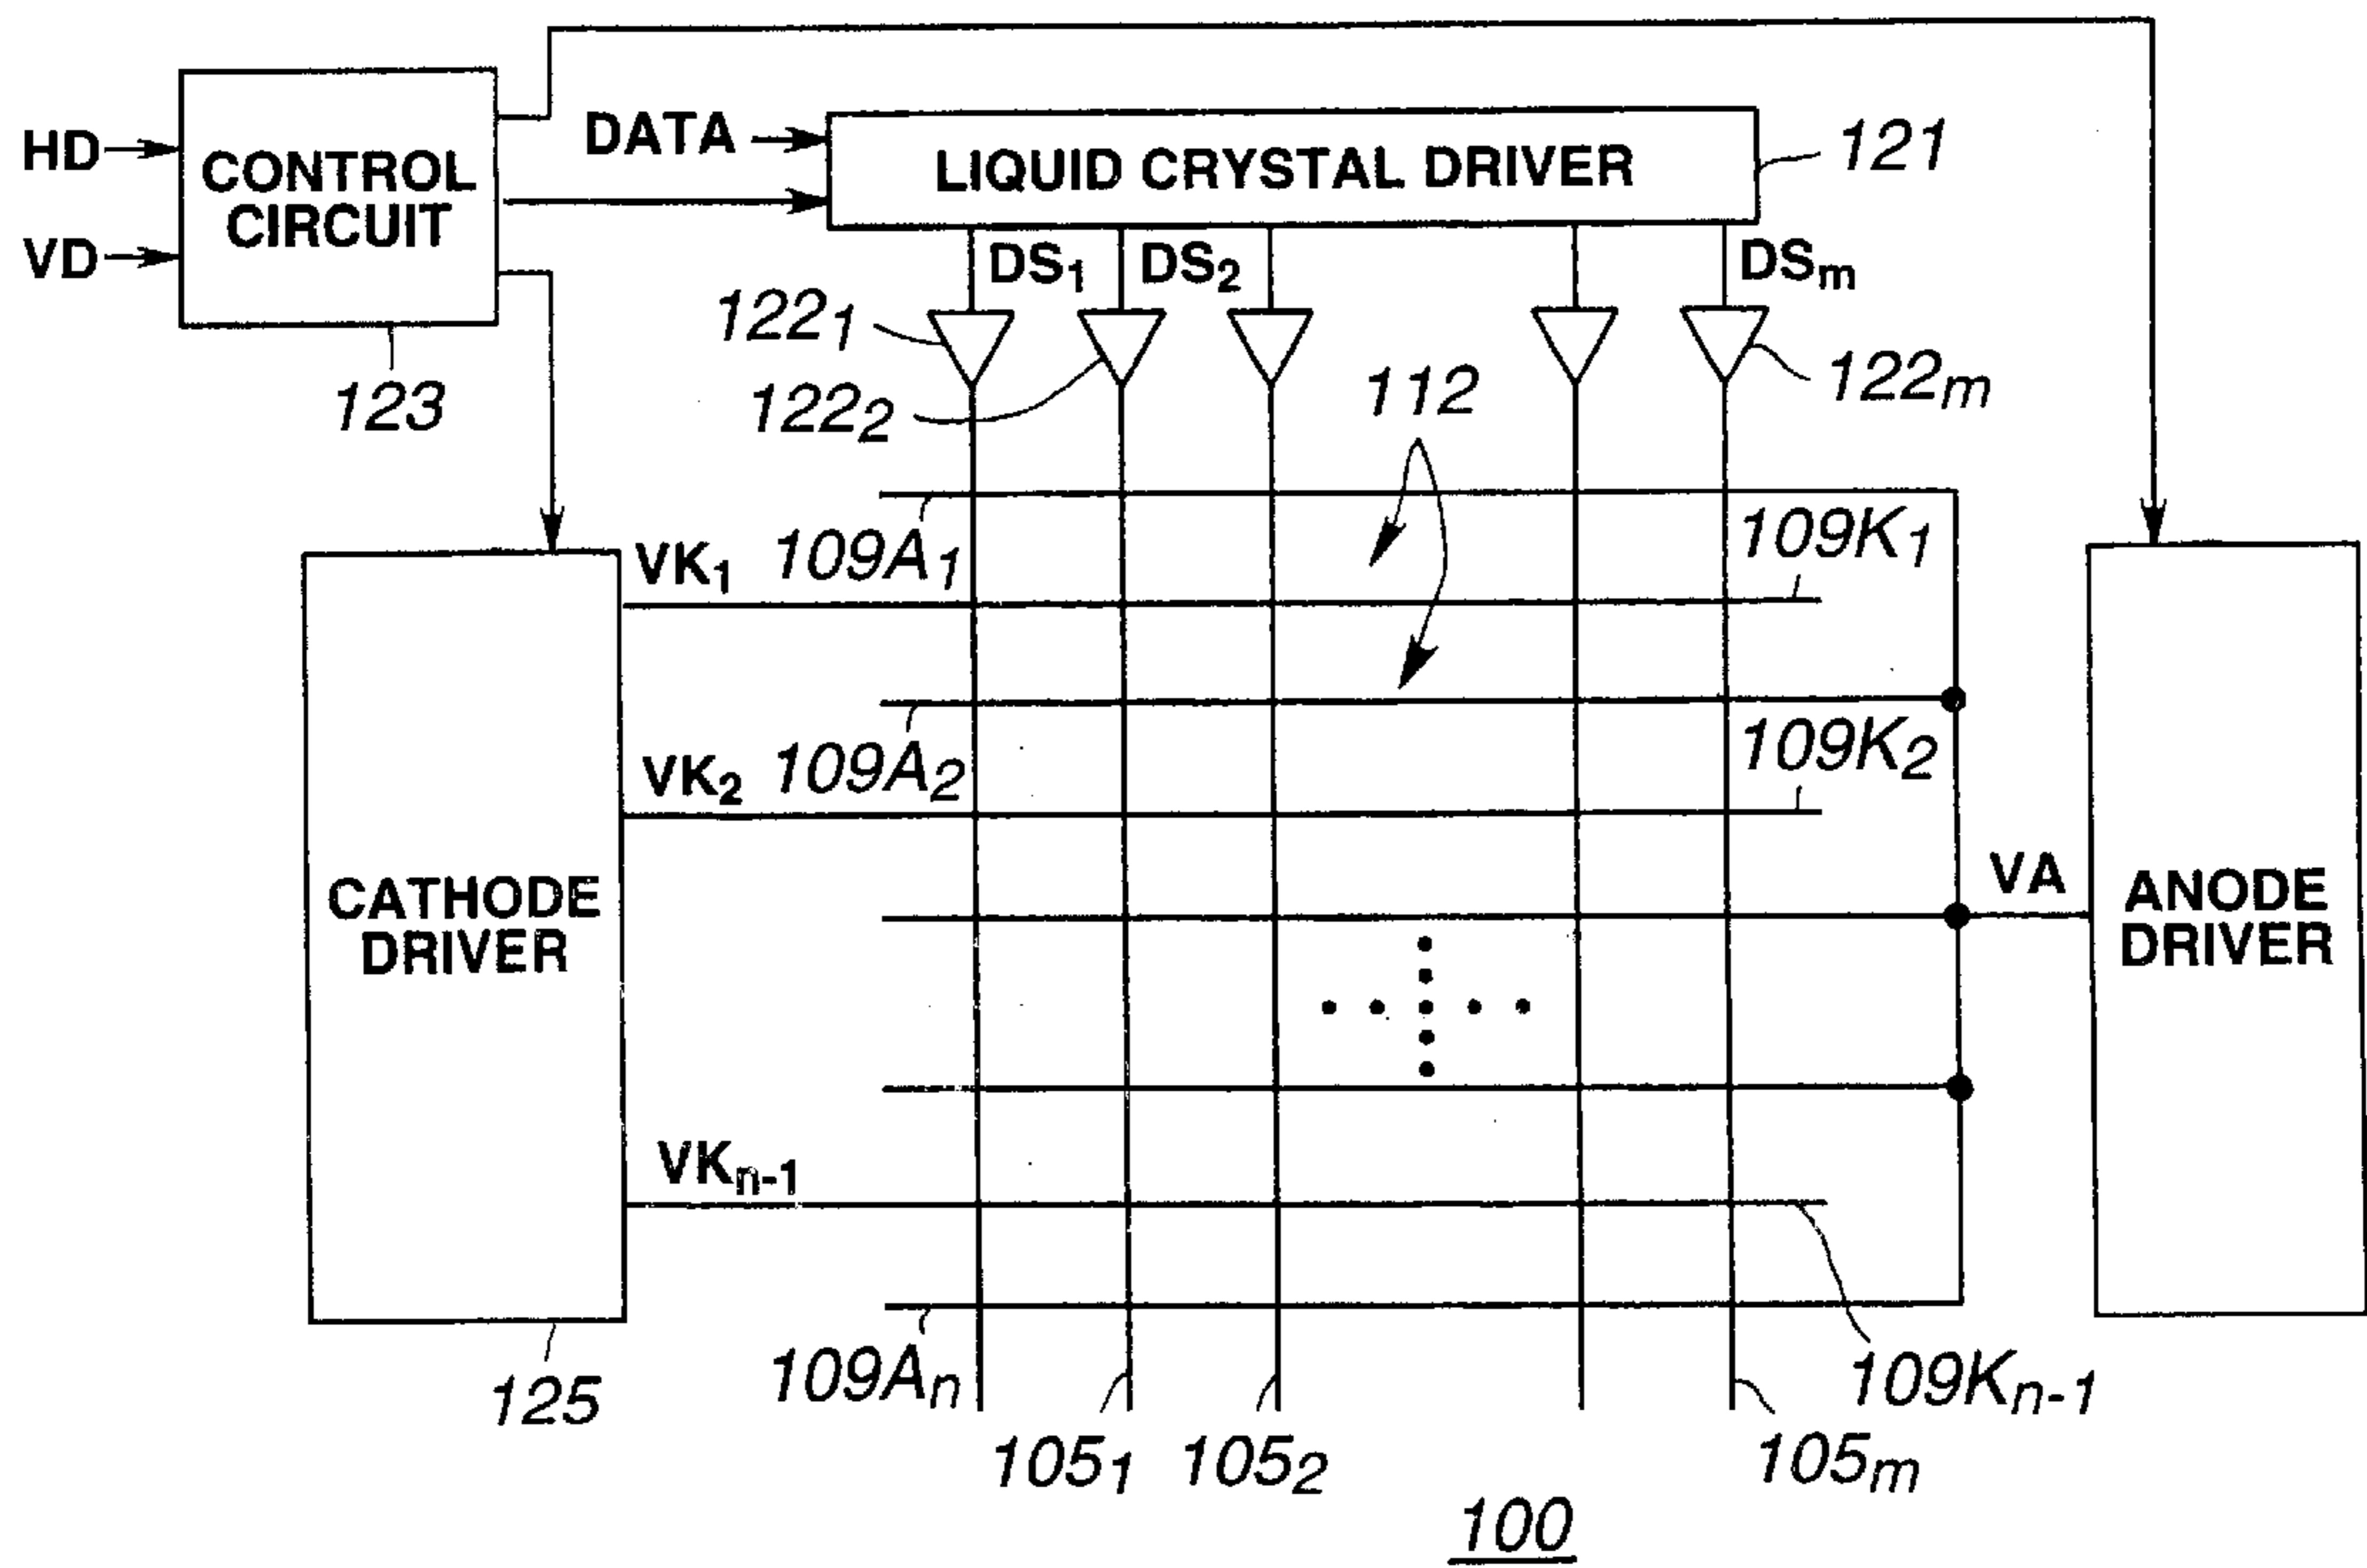 HD
VD
CONTROL
CIRCUIT
123
DATA
LIQUID CRYSTAL DRIVER
121
DS₁
DS₂
DSₘ
122₁
122₂
122ₘ
112
109A₁
109K₁
VK₁
109A₂
109K₂
VK₂
CATHODE
DRIVER
VA
ANODE
DRIVER
VKₙ₋₁
109Aₙ
109Kₙ₋₁
125
105₁
105₂
105ₘ
100